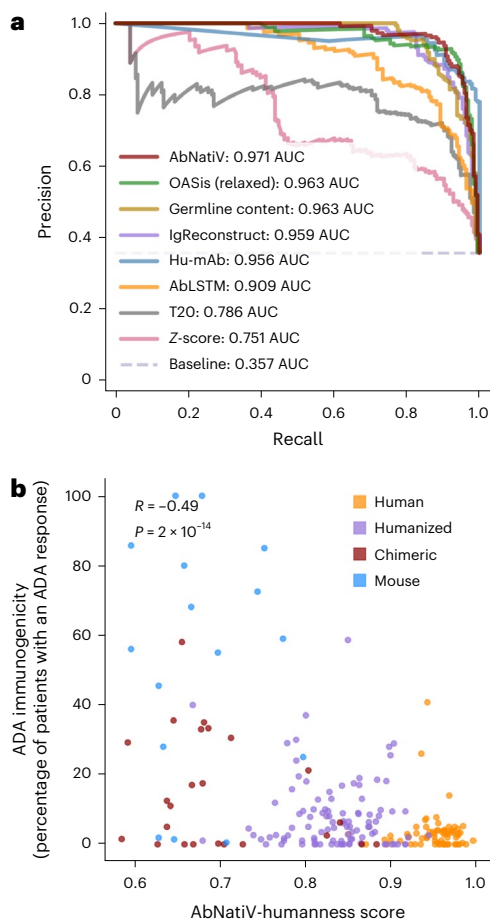 a
1.0
0.8
0.6
0.4
0.2
0
Precision
AbNatiV: 0.971 AUC
OASis (relaxed): 0.963 AUC
Germline content: 0.963 AUC
IgReconstruct: 0.959 AUC
Hu-mAb: 0.956 AUC
AbLSTM: 0.909 AUC
T20: 0.786 AUC
Z-score: 0.751 AUC
Baseline: 0.357 AUC
0 0.2 0.4 0.6 0.8 1.0
Recall
b
100
80
60
40
20
0
ADA immunogenicity
(percentage of patients with an ADA response)
R = −0.49
P = 2 × 10⁻¹⁴
Human
Humanized
Chimeric
Mouse
0.6 0.7 0.8 0.9 1.0
AbNatiV-humanness score